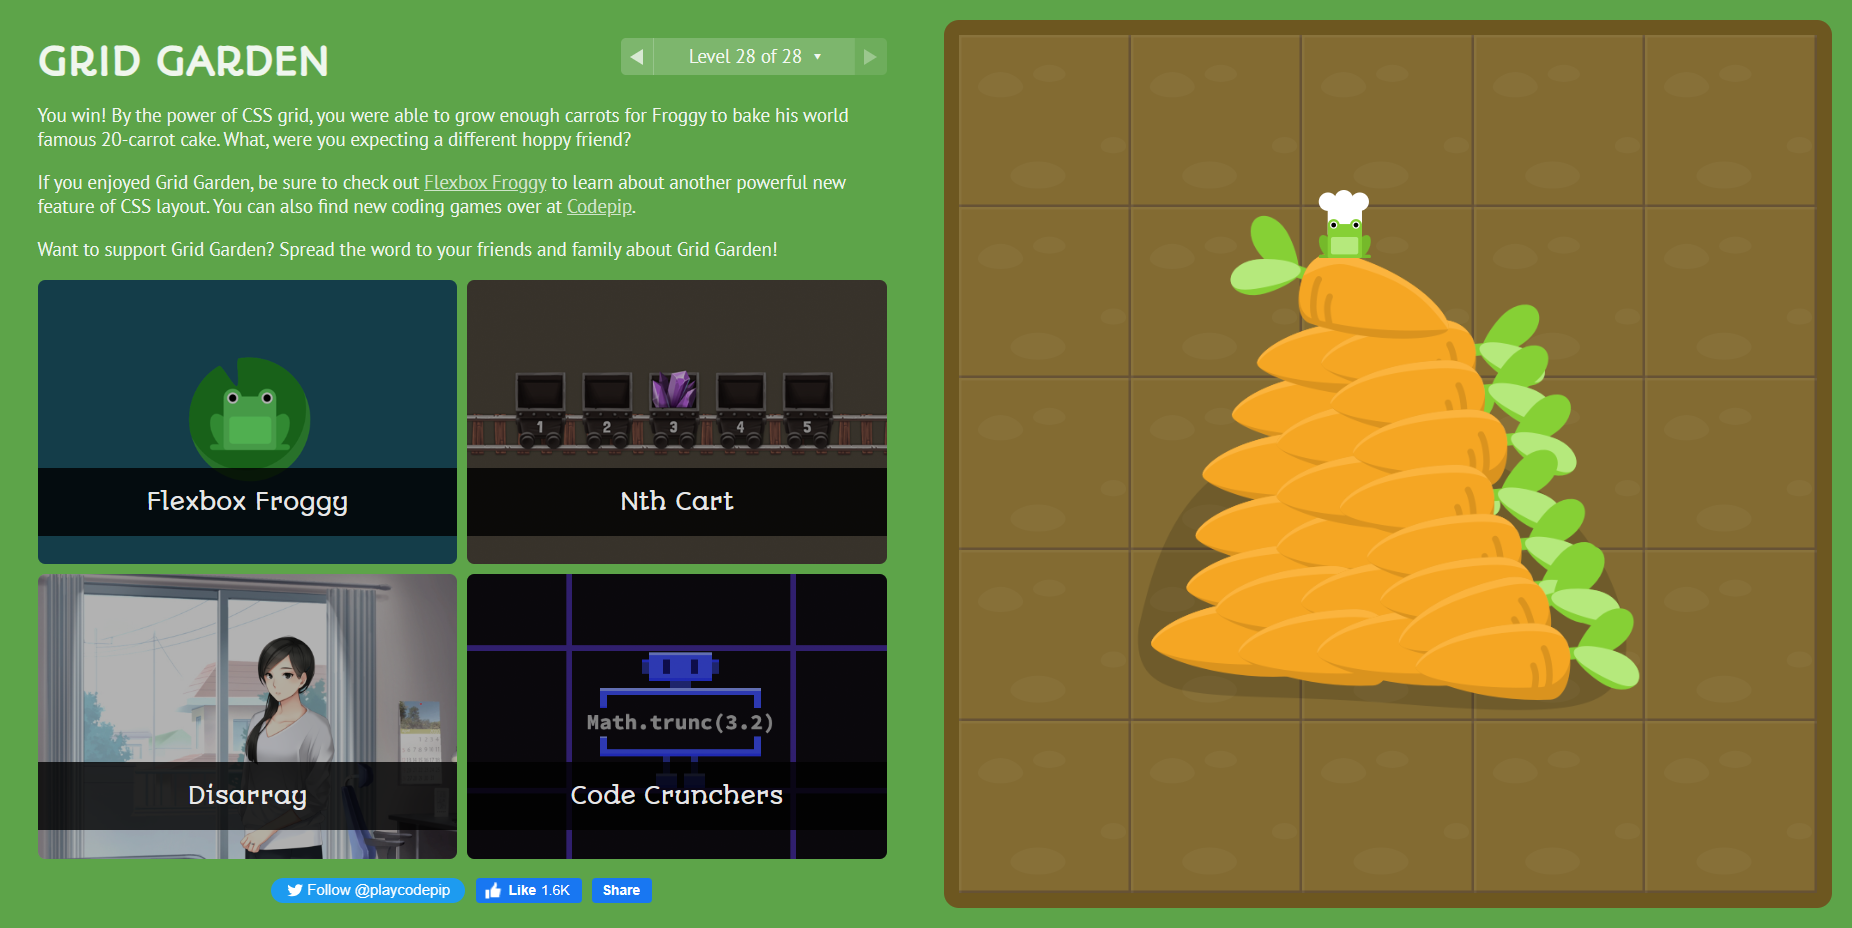 GRID GARDEN
Level 28 of 28
You win! By the power of CSS grid, you were able to grow enough carrots for Froggy to bake his world
famous 20-carrot cake. What, were you expecting a different hoppy friend?
If you enjoyed Grid Garden, be sure to check out Flexbox Froggy to learn about another powerful new
feature of CSS layout. You can also find new coding games over at Codepip.
Want to support Grid Garden? Spread the word to your friends and family about Grid Garden!
1 2 3 4 5
Flexbox Froggy
Nth Cart
Math.trunc(3.2)
Disarray
Code Crunchers
Follow @playcodepip
Like 1.6K
Share